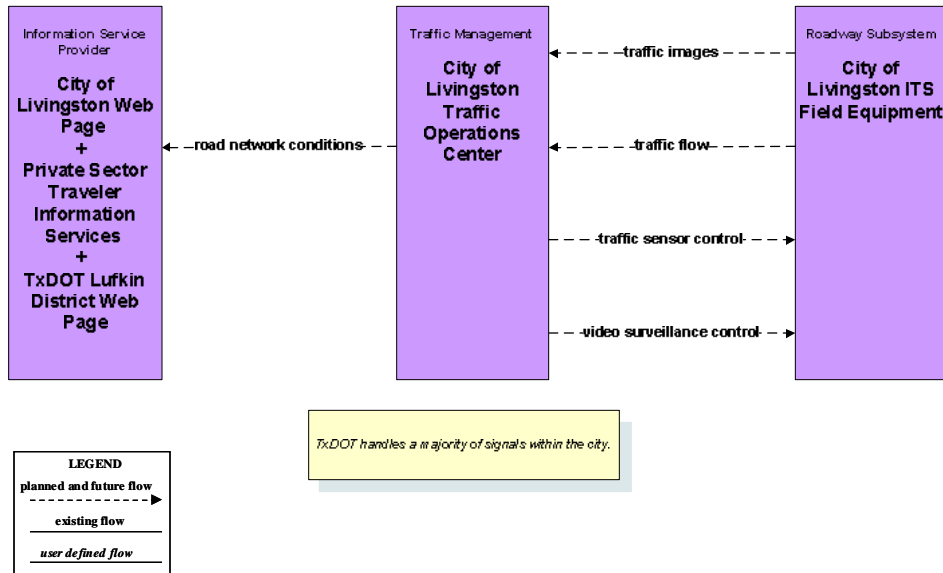 Information Service
Provider
City of
Livingston Web
Page
+
Private Sector
Traveler
Information
Services
+
TxDOT Lufkin
District Web
Page
road network conditions
Traffic Management
City of
Livingston
Traffic
Operations
Center
traffic images
traffic flow
traffic sensor control
video surveillance control
Roadway Subsystem
City of
Livingston ITS
Field Equipment
TxDOT handles a majority of signals within the city.
LEGEND
planned and future flow
existing flow
user defined flow